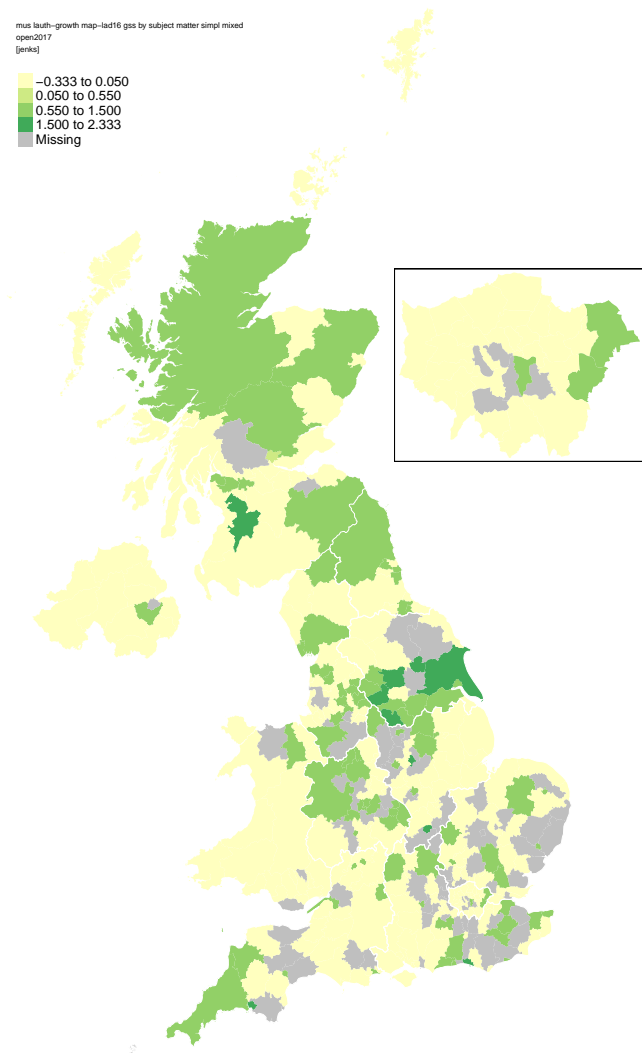 mus lauth−growth map−lad16 gss by subject matter simpl mixed
open2017
[jenks]
−0.333 to 0.050
0.050 to 0.550
0.550 to 1.500
1.500 to 2.333
Missing